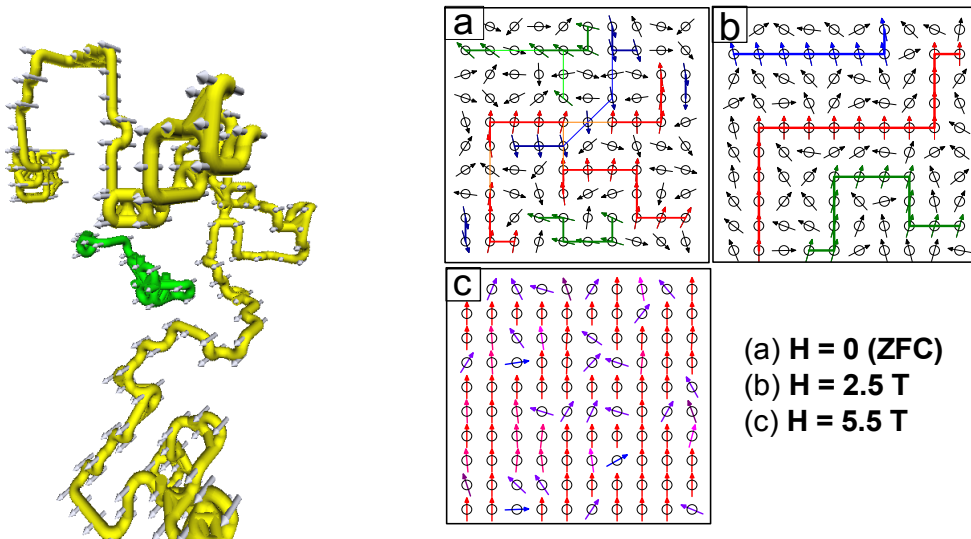 a
b
c
(a) H = 0 (ZFC)
(b) H = 2.5 T
(c) H = 5.5 T